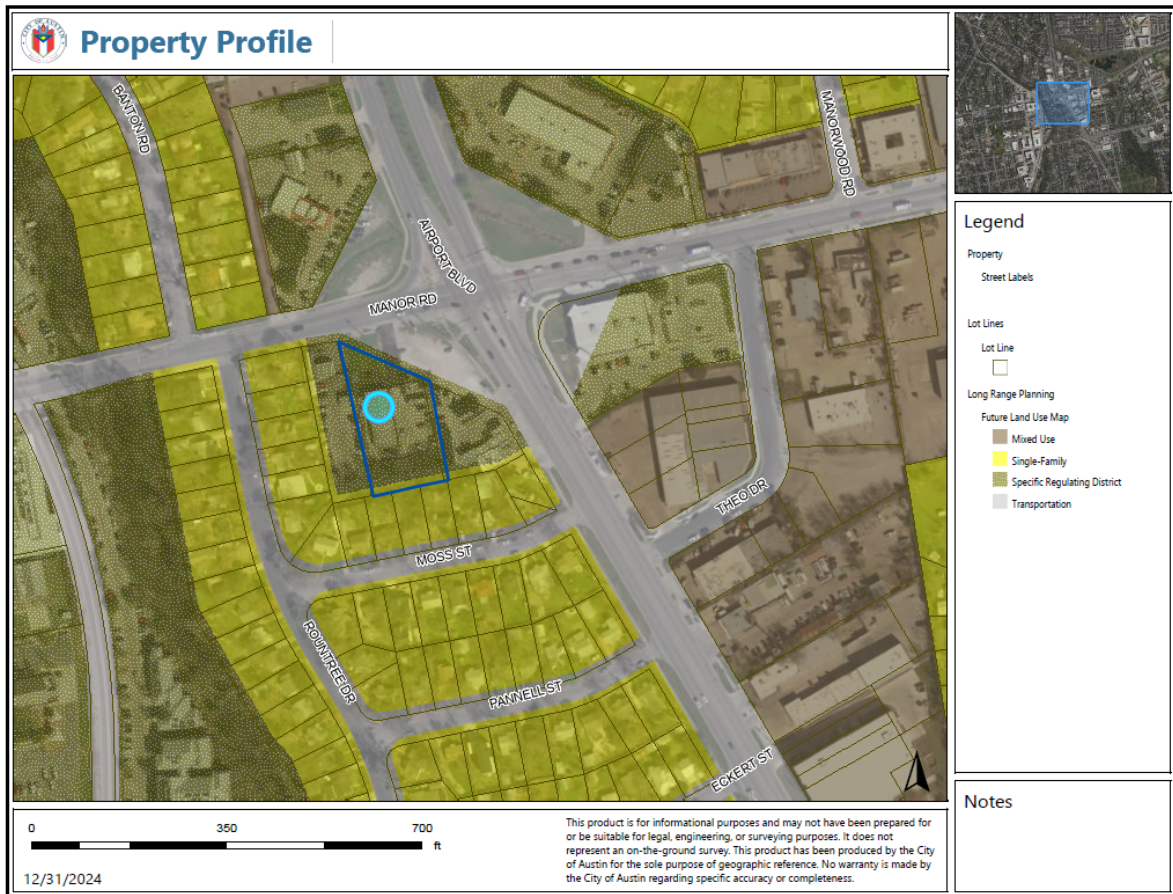 Property Profile
BANTON RD
MANORWOOD RD
AIRPORT BLVD
MANOR RD
THEO DR
MOSS ST
ROUNTREE DR
PANNELL ST
ECKERT ST
Legend
Property
Street Labels
Lot Lines
Lot Line
Long Range Planning
Future Land Use Map
Mixed Use
Single-Family
Specific Regulating District
Transportation
Notes
0 350 700
ft
12/31/2024
This product is for informational purposes and may not have been prepared for
or be suitable for legal, engineering, or surveying purposes. It does not
represent an on-the-ground survey. This product has been produced by the City
of Austin for the sole purpose of geographic reference. No warranty is made by
the City of Austin regarding specific accuracy or completeness.